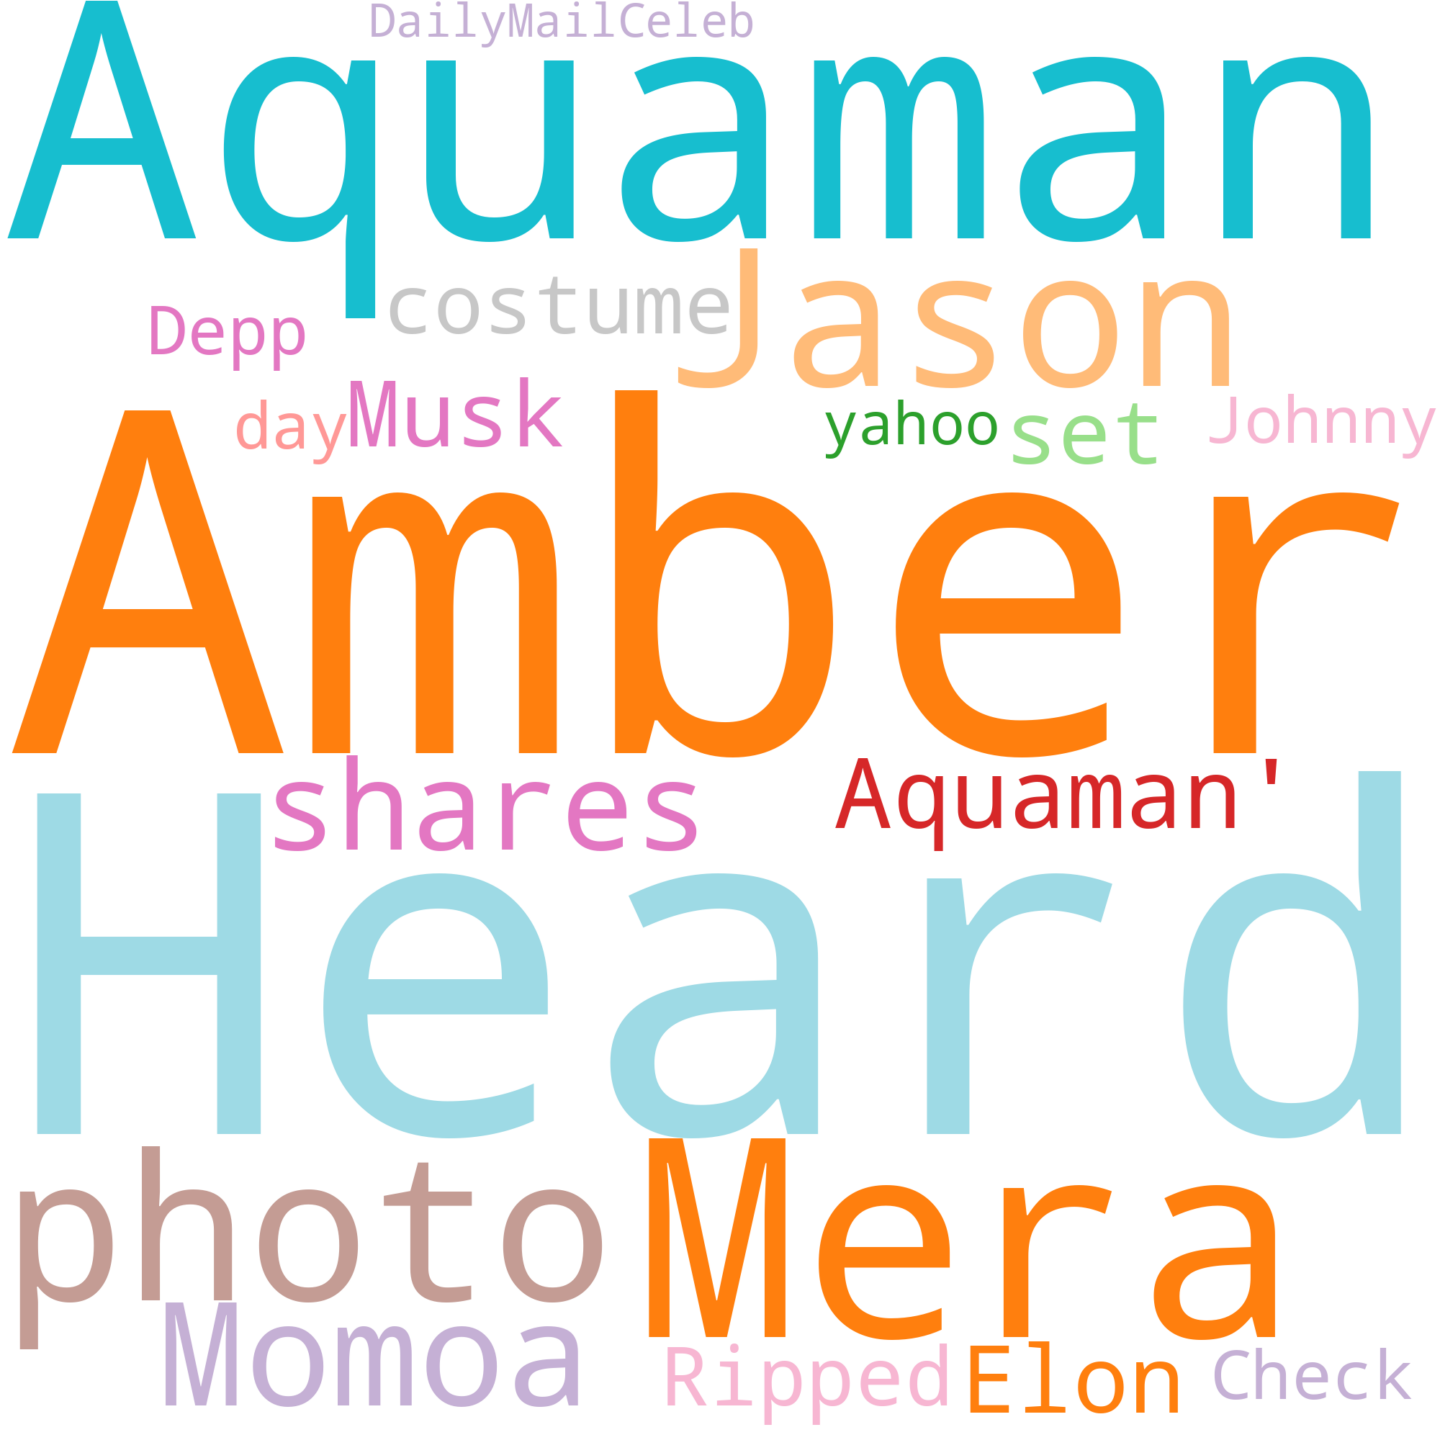 DailyMailCeleb
Aquaman
costume Jason
Depp
day Musk yahoo set Johnny
Amber
shares Aquaman'
Heard
photo Mera
Momoa Ripped Elon Check